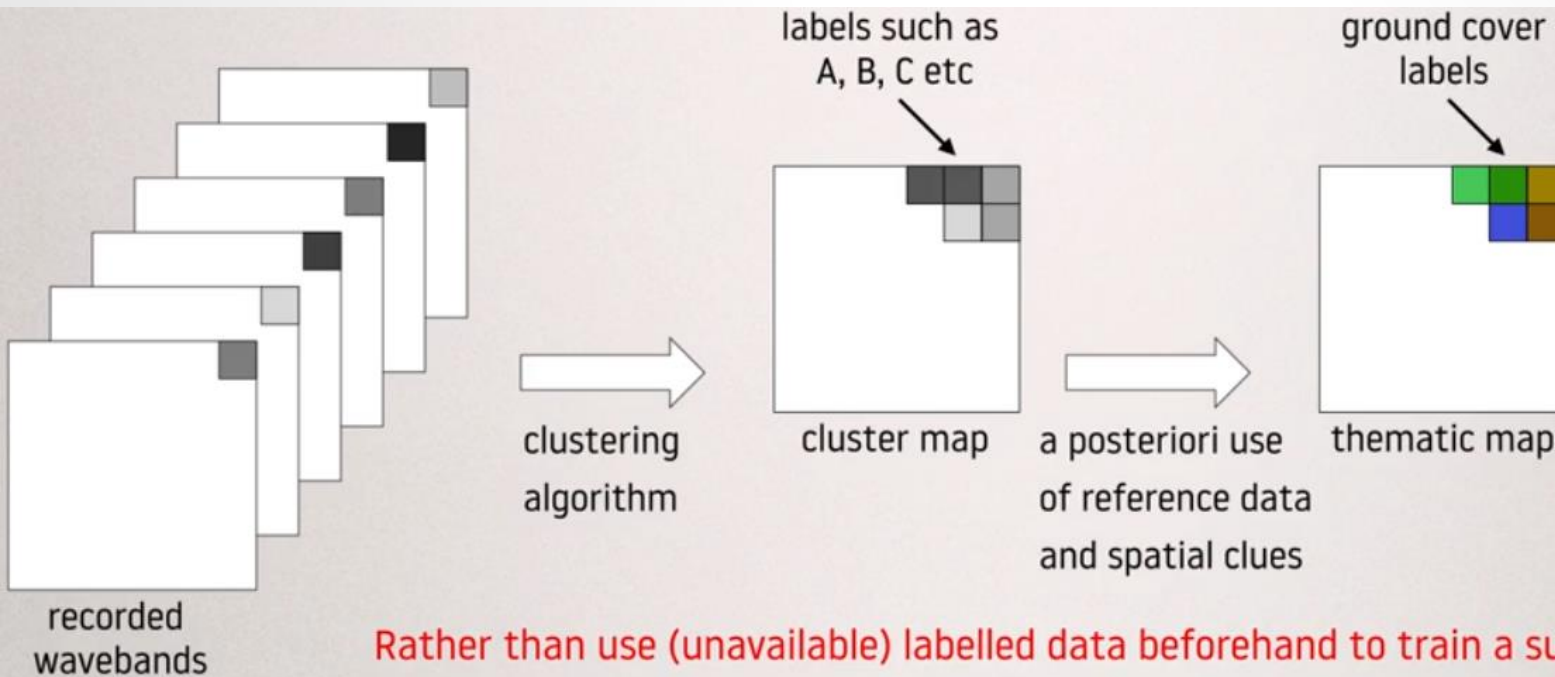 labels such as
A, B, C etc
ground cover
labels
clustering
algorithm
cluster map
a posteriori use
of reference data
and spatial clues
thematic map
recorded
wavebands
Rather than use (unavailable) labelled data beforehand to train a su